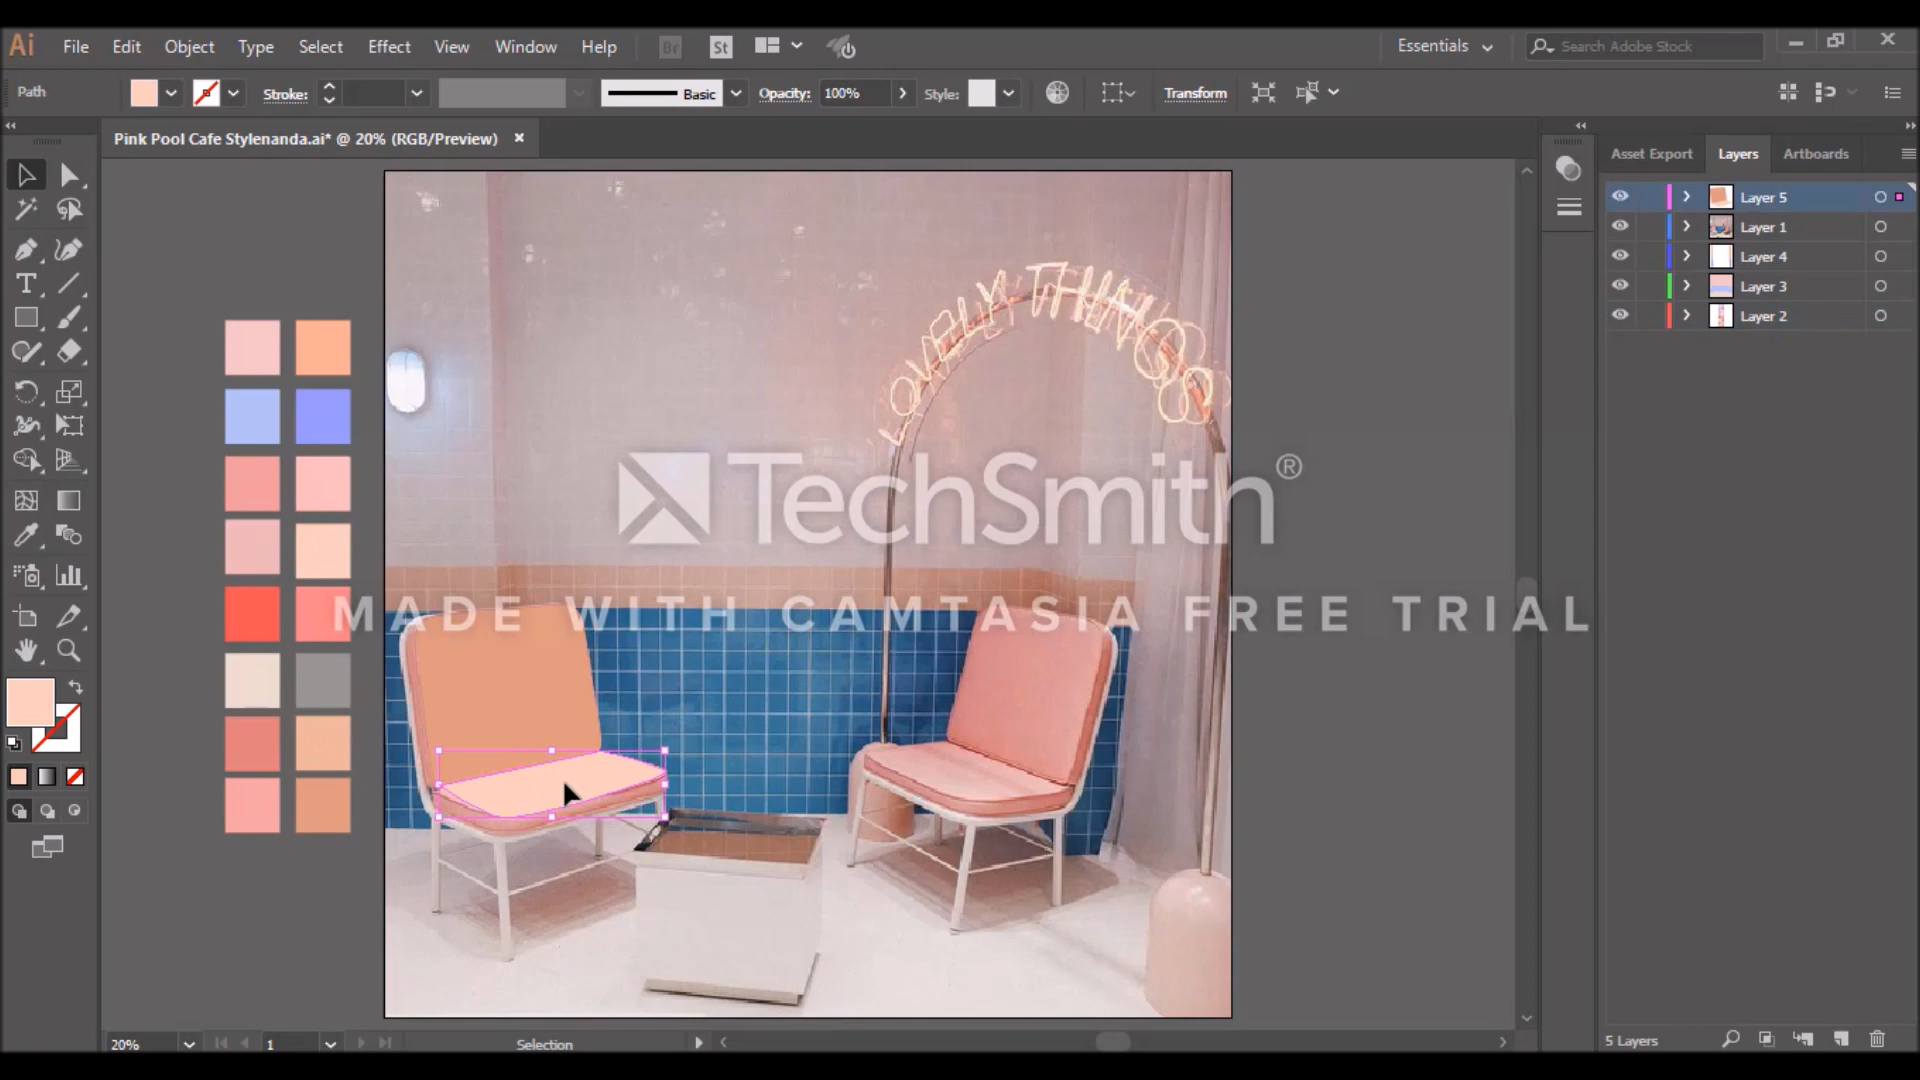 Ai File Edit Object Type Select Effect View Window Help Br St Essentials Search Adobe Stock
Path Stroke: Basic Opacity: 100% Style: Transform
Pink Pool Cafe Stylenanda.ai* @ 20% (RGB/Preview)
Asset Export Layers Artboards
Layer 5
Layer 1
Layer 4
Layer 3
Layer 2
LOVELY THINGS
TechSmith®
MADE WITH CAMTASIA FREE TRIAL
20% 1 Selection
5 Layers